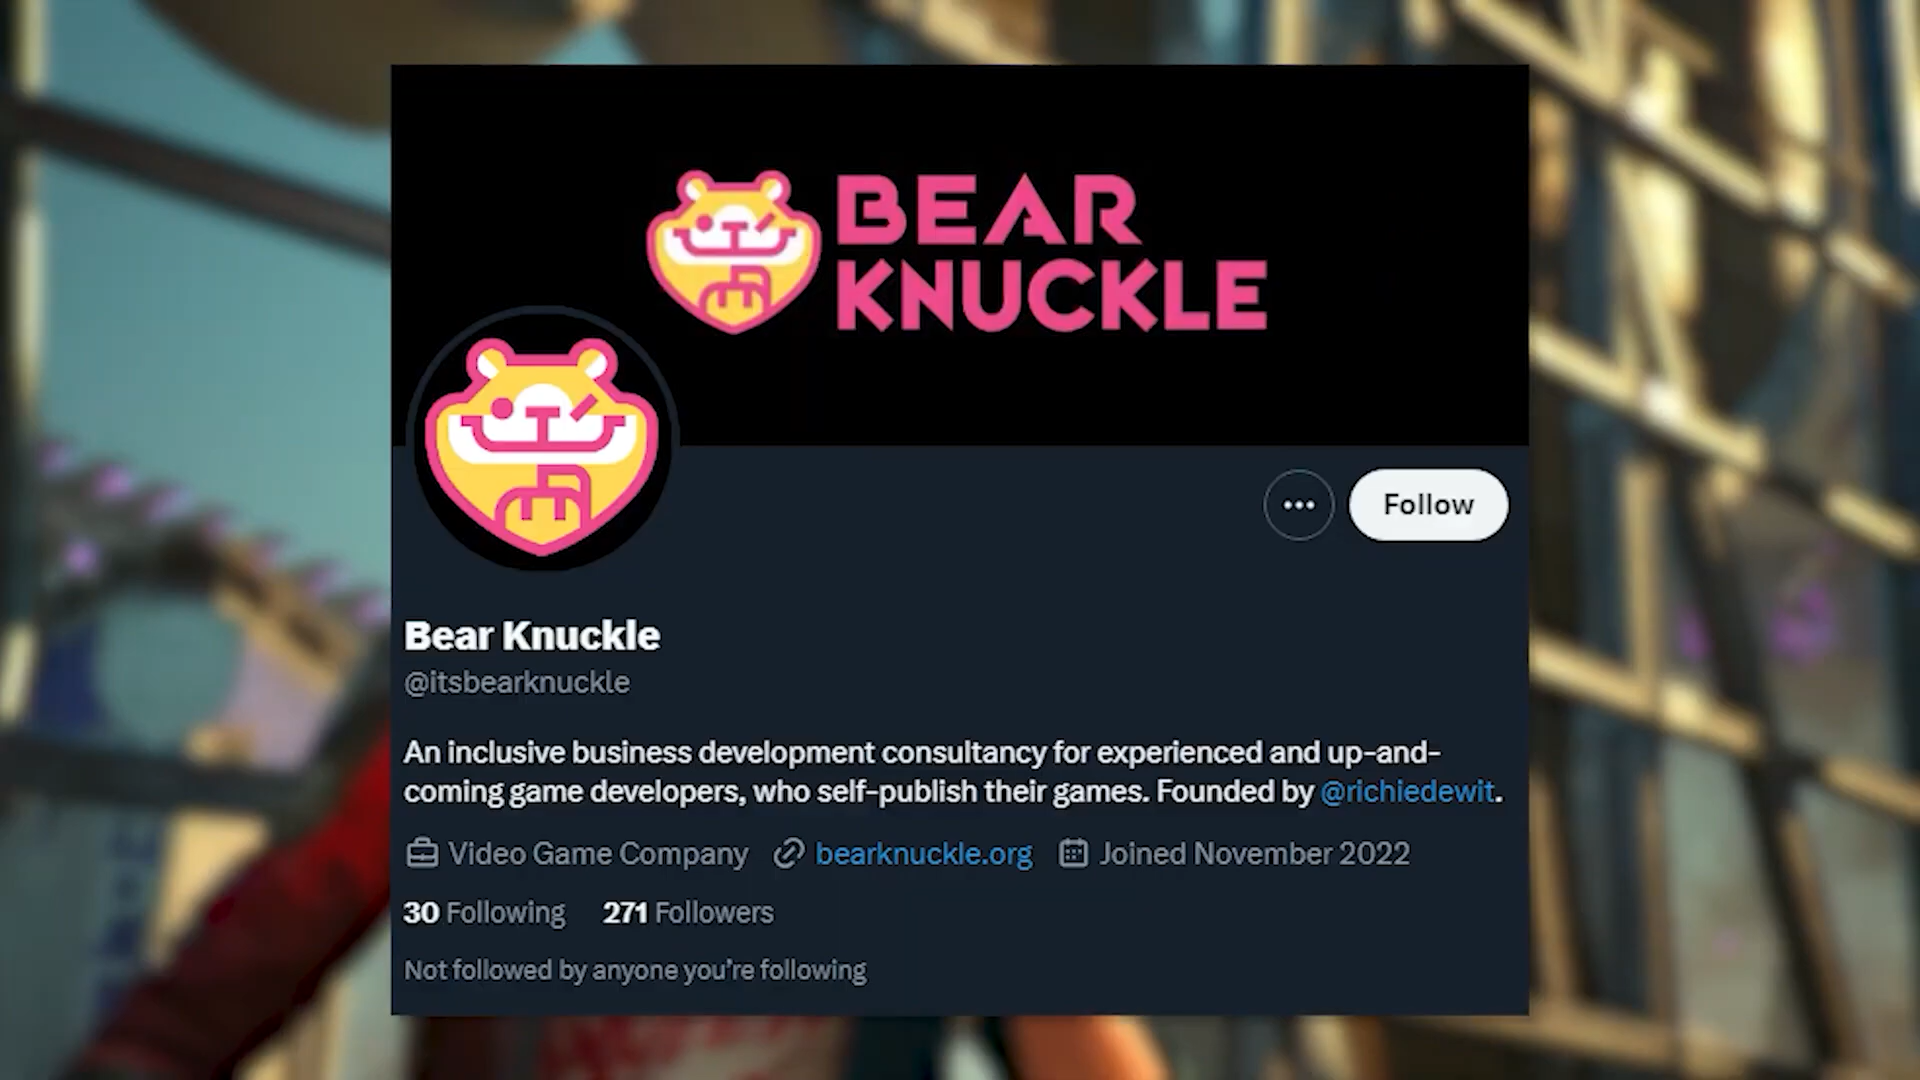 BEAR
KNUCKLE
Follow
Bear Knuckle
@itsbearknuckle
An inclusive business development consultancy for experienced and up-and-
coming game developers, who self-publish their games. Founded by @richiedewit.
Video Game Company bearknuckle.org Joined November 2022
30 Following 271 Followers
Not followed by anyone you're following